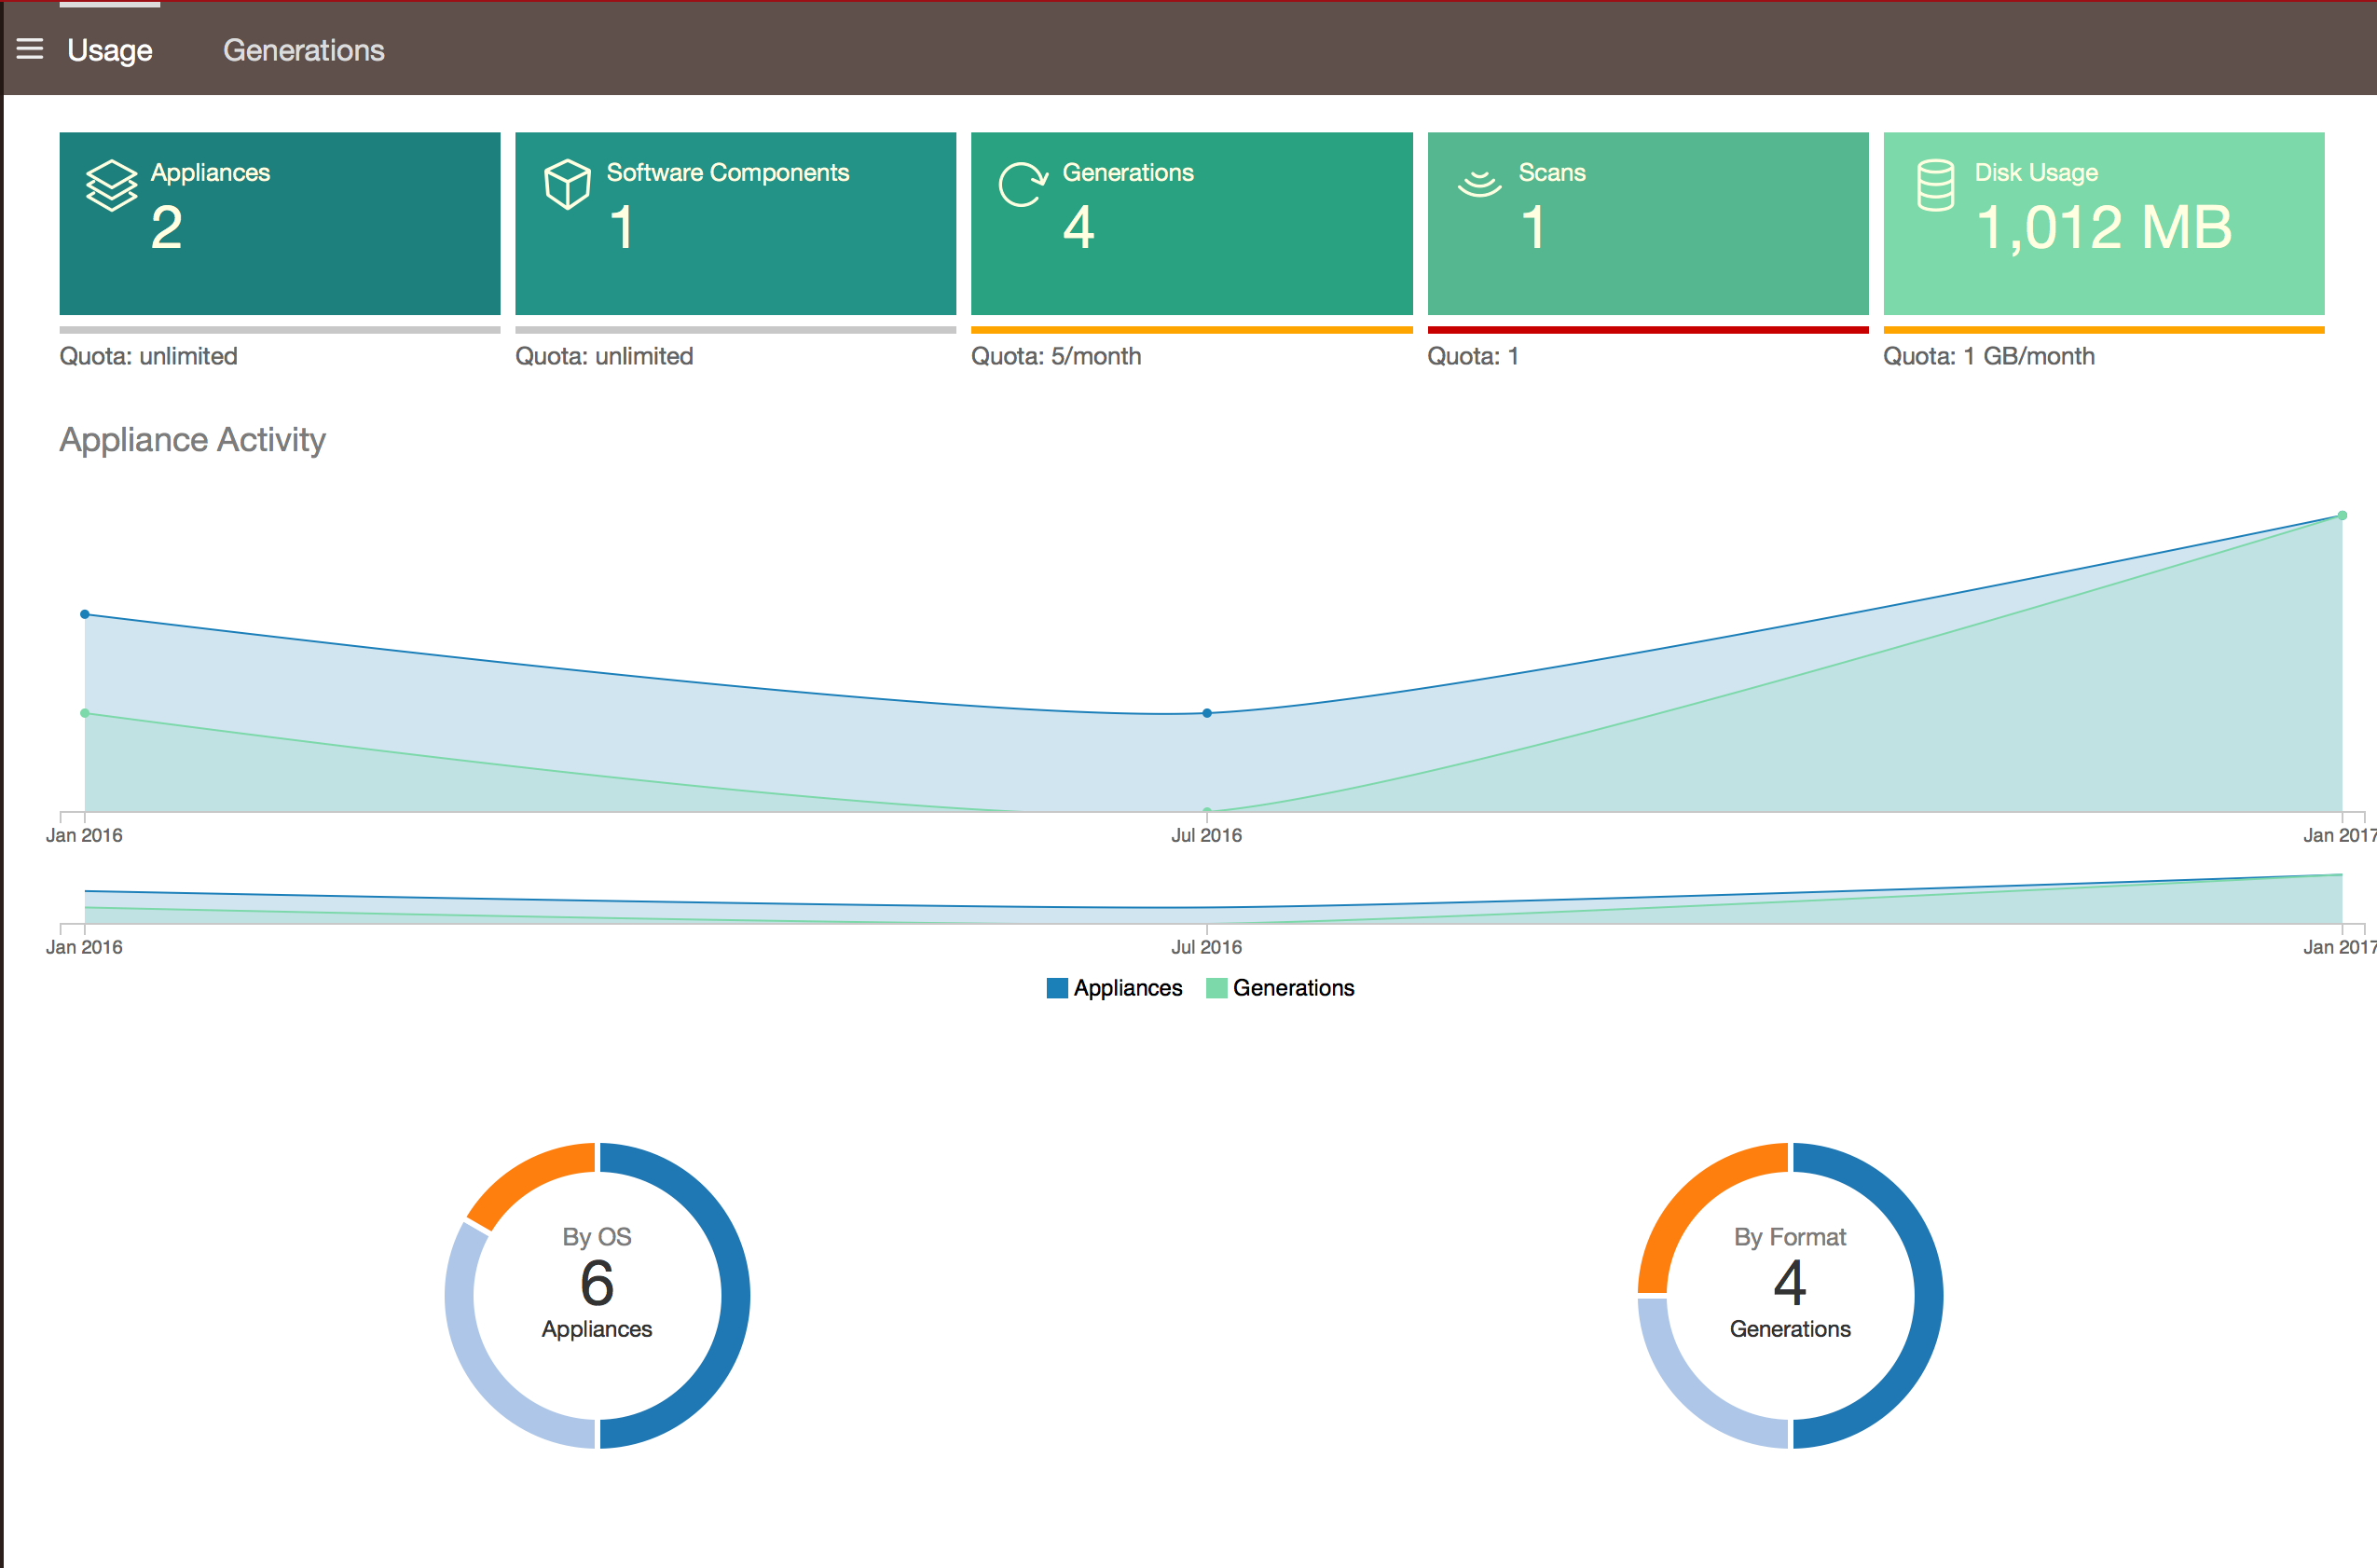 Usage Generations
Appliances
2
Software Components
1
Generations
4
Scans
1
Disk Usage
1,012 MB
Quota: unlimited
Quota: unlimited
Quota: 5/month
Quota: 1
Quota: 1 GB/month
Appliance Activity
Jan 2016 Jul 2016 Jan 2017
Jan 2016 Jul 2016 Jan 2017
Appliances Generations
By OS
6
Appliances
By Format
4
Generations